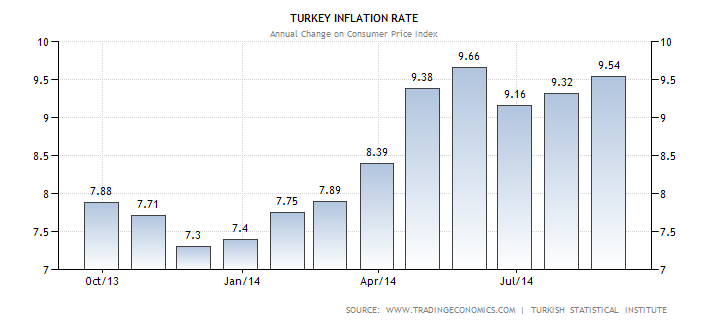 TURKEY INFLATION RATE
Annual Change on Consumer Price Index
10 10
9.66
9.5 9.38 9.54 9.5
9.32
9.16
9 9
8.5 8.39 8.5
8 7.88 7.89 8
7.71 7.75
7.5 7.3 7.4 7.5
7 7
Oct/13 Jan/14 Apr/14 Jul/14
SOURCE: WWW.TRADINGECONOMICS.COM | TURKISH STATISTICAL INSTITUTE